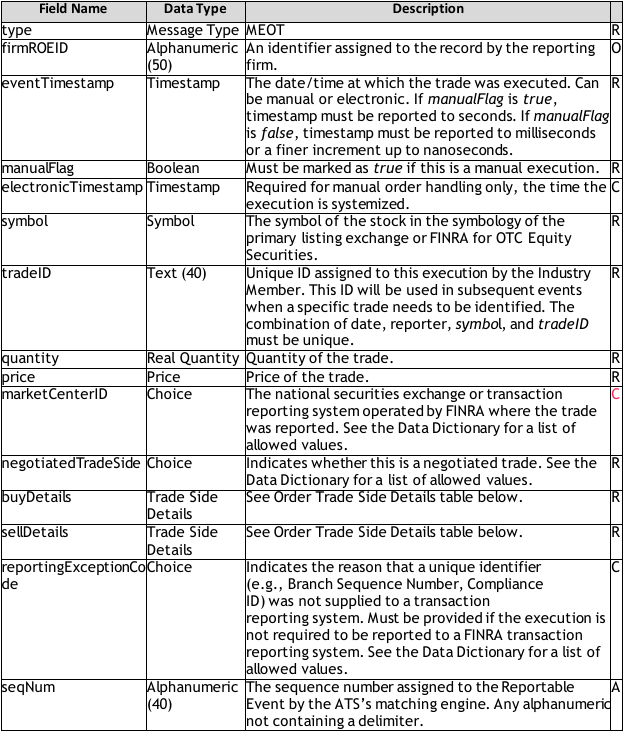 Field Name Data Type Description
type Message Type MEOT R
firmROEID Alphanumeric An identifier assigned to the record by the reporting O
(50) firm.
eventTimestamp Timestamp The date/time at which the trade was executed. Can R
be manual or electronic. If manualFlag is true,
timestamp must be reported to seconds. If manualFlag
is false, timestamp must be reported to milliseconds
or a finer increment up to nanoseconds.
manualFlag Boolean Must be marked as true if this is a manual execution. R
electronicTimestamp Timestamp Required for manual order handling only, the time the C
execution is systemized.
symbol Symbol The symbol of the stock in the symbology of the R
primary listing exchange or FINRA for OTC Equity
Securities.
tradeID Text (40) Unique ID assigned to this execution by the Industry R
Member. This ID will be used in subsequent events
when a specific trade needs to be identified. The
combination of date, reporter, symbol, and tradeID
must be unique.
quantity Real Quantity Quantity of the trade. R
price Price Price of the trade. R
marketCenterID Choice The national securities exchange or transaction C
reporting system operated by FINRA where the trade
was reported. See the Data Dictionary for a list of
allowed values.
negotiatedTradeSide Choice Indicates whether this is a negotiated trade. See the R
Data Dictionary for a list of allowed values.
buyDetails Trade Side See Order Trade Side Details table below. R
Details
sellDetails Trade Side See Order Trade Side Details table below. R
Details
reportingExceptionCo Choice Indicates the reason that a unique identifier C
de (e.g., Branch Sequence Number, Compliance
ID) was not supplied to a transaction
reporting system. Must be provided if the execution is
not required to be reported to a FINRA transaction
reporting system. See the Data Dictionary for a list of
allowed values.
seqNum Alphanumeric The sequence number assigned to the Reportable A
(40) Event by the ATS's matching engine. Any alphanumeric
not containing a delimiter.